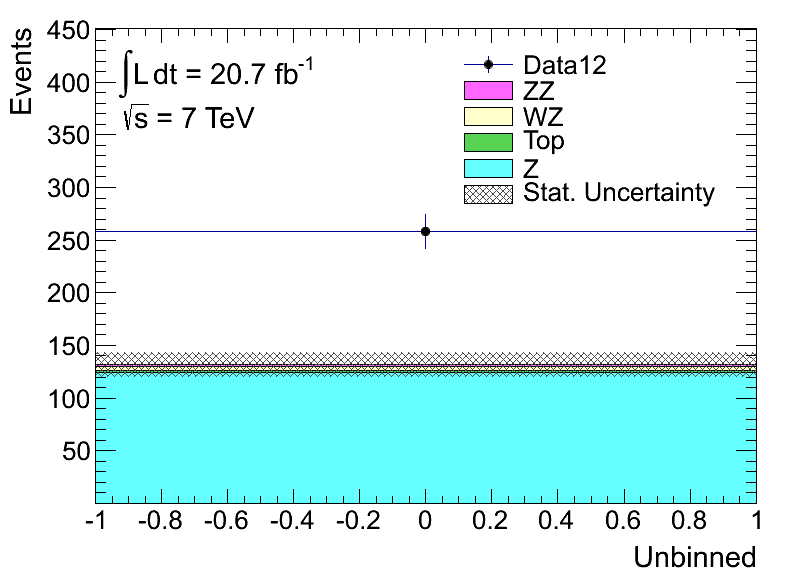 Events
450
400
350
300
250
200
150
100
50
∫L dt = 20.7 fb⁻¹
√s = 7 TeV
Data12
ZZ
WZ
Top
Z
Stat. Uncertainty
-1 -0.8 -0.6 -0.4 -0.2 0 0.2 0.4 0.6 0.8 1
Unbinned